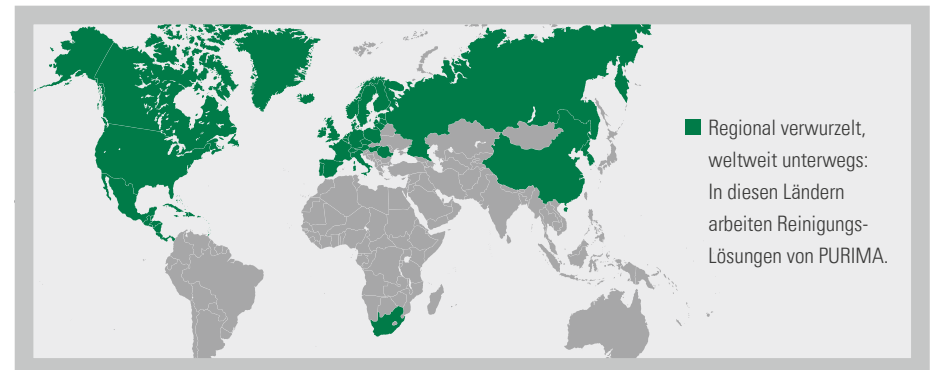 Regional verwurzelt,
weltweit unterwegs:
In diesen Ländern
arbeiten Reinigungs-
Lösungen von PURIMA.